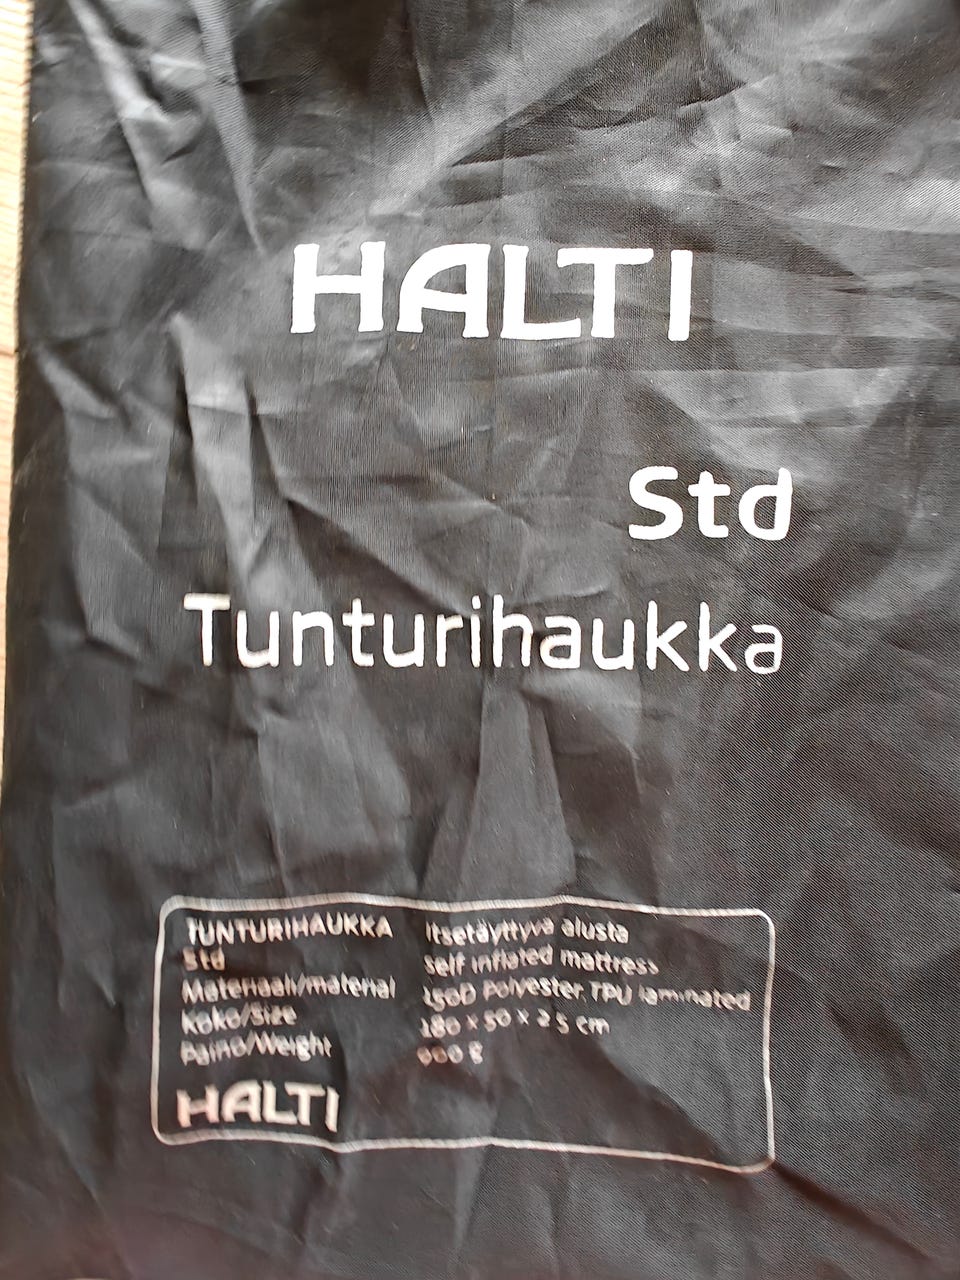 HALTI
Std
Tunturihaukka
TUNTURIHAUKKA Itsetäyttyvä alusta
Std Self inflated mattress
Materiaali/material 150D Polyester, TPU laminated
Koko/Size 180 x 50 x 2 5 cm
Paino/Weight 900 g
HALTI